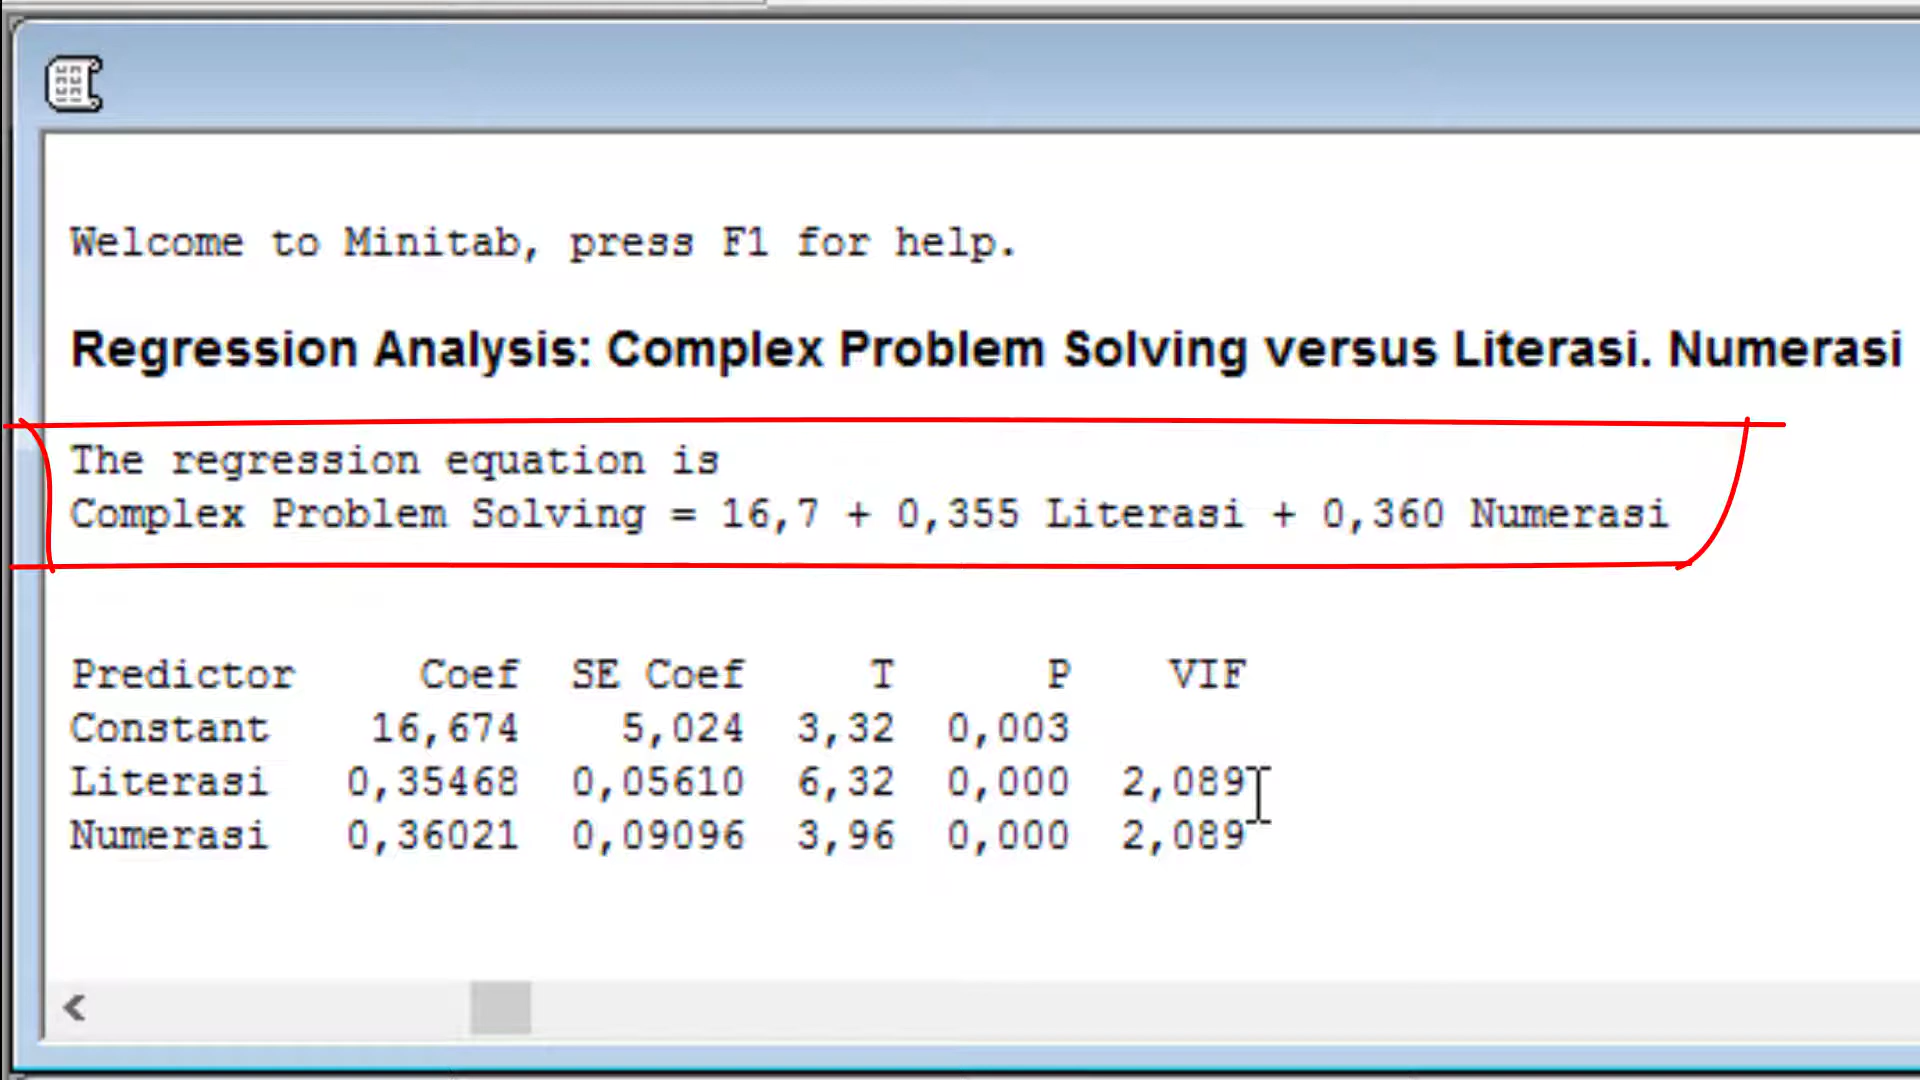 Welcome to Minitab, press F1 for help.
Regression Analysis: Complex Problem Solving versus Literasi. Numerasi
The regression equation is
Complex Problem Solving = 16,7 + 0,355 Literasi + 0,360 Numerasi
Predictor Coef SE Coef T P VIF
Constant 16,674 5,024 3,32 0,003
Literasi 0,35468 0,05610 6,32 0,000 2,089
Numerasi 0,36021 0,09096 3,96 0,000 2,089